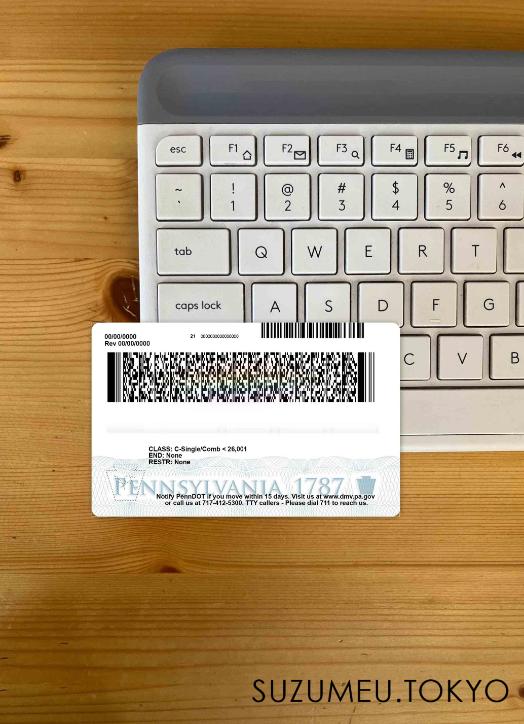 esc F1 F2 F3 F4 F5 F6
~ ! @ # $ % ^
` 1 2 3 4 5 6
tab Q W E R T
caps lock A S D F G
C V B
00/00/0000
Rev 00/00/0000
21
CLASS: C-Single/Comb < 26,001
END: None
RESTR: None
PENNSYLVANIA 1787
Notify PennDOT if you move within 15 days. Visit us at www.dmv.pa.gov
or call us at 717-412-5300. TTY callers - Please dial 711 to reach us.
SUZUMEU.TOKYO